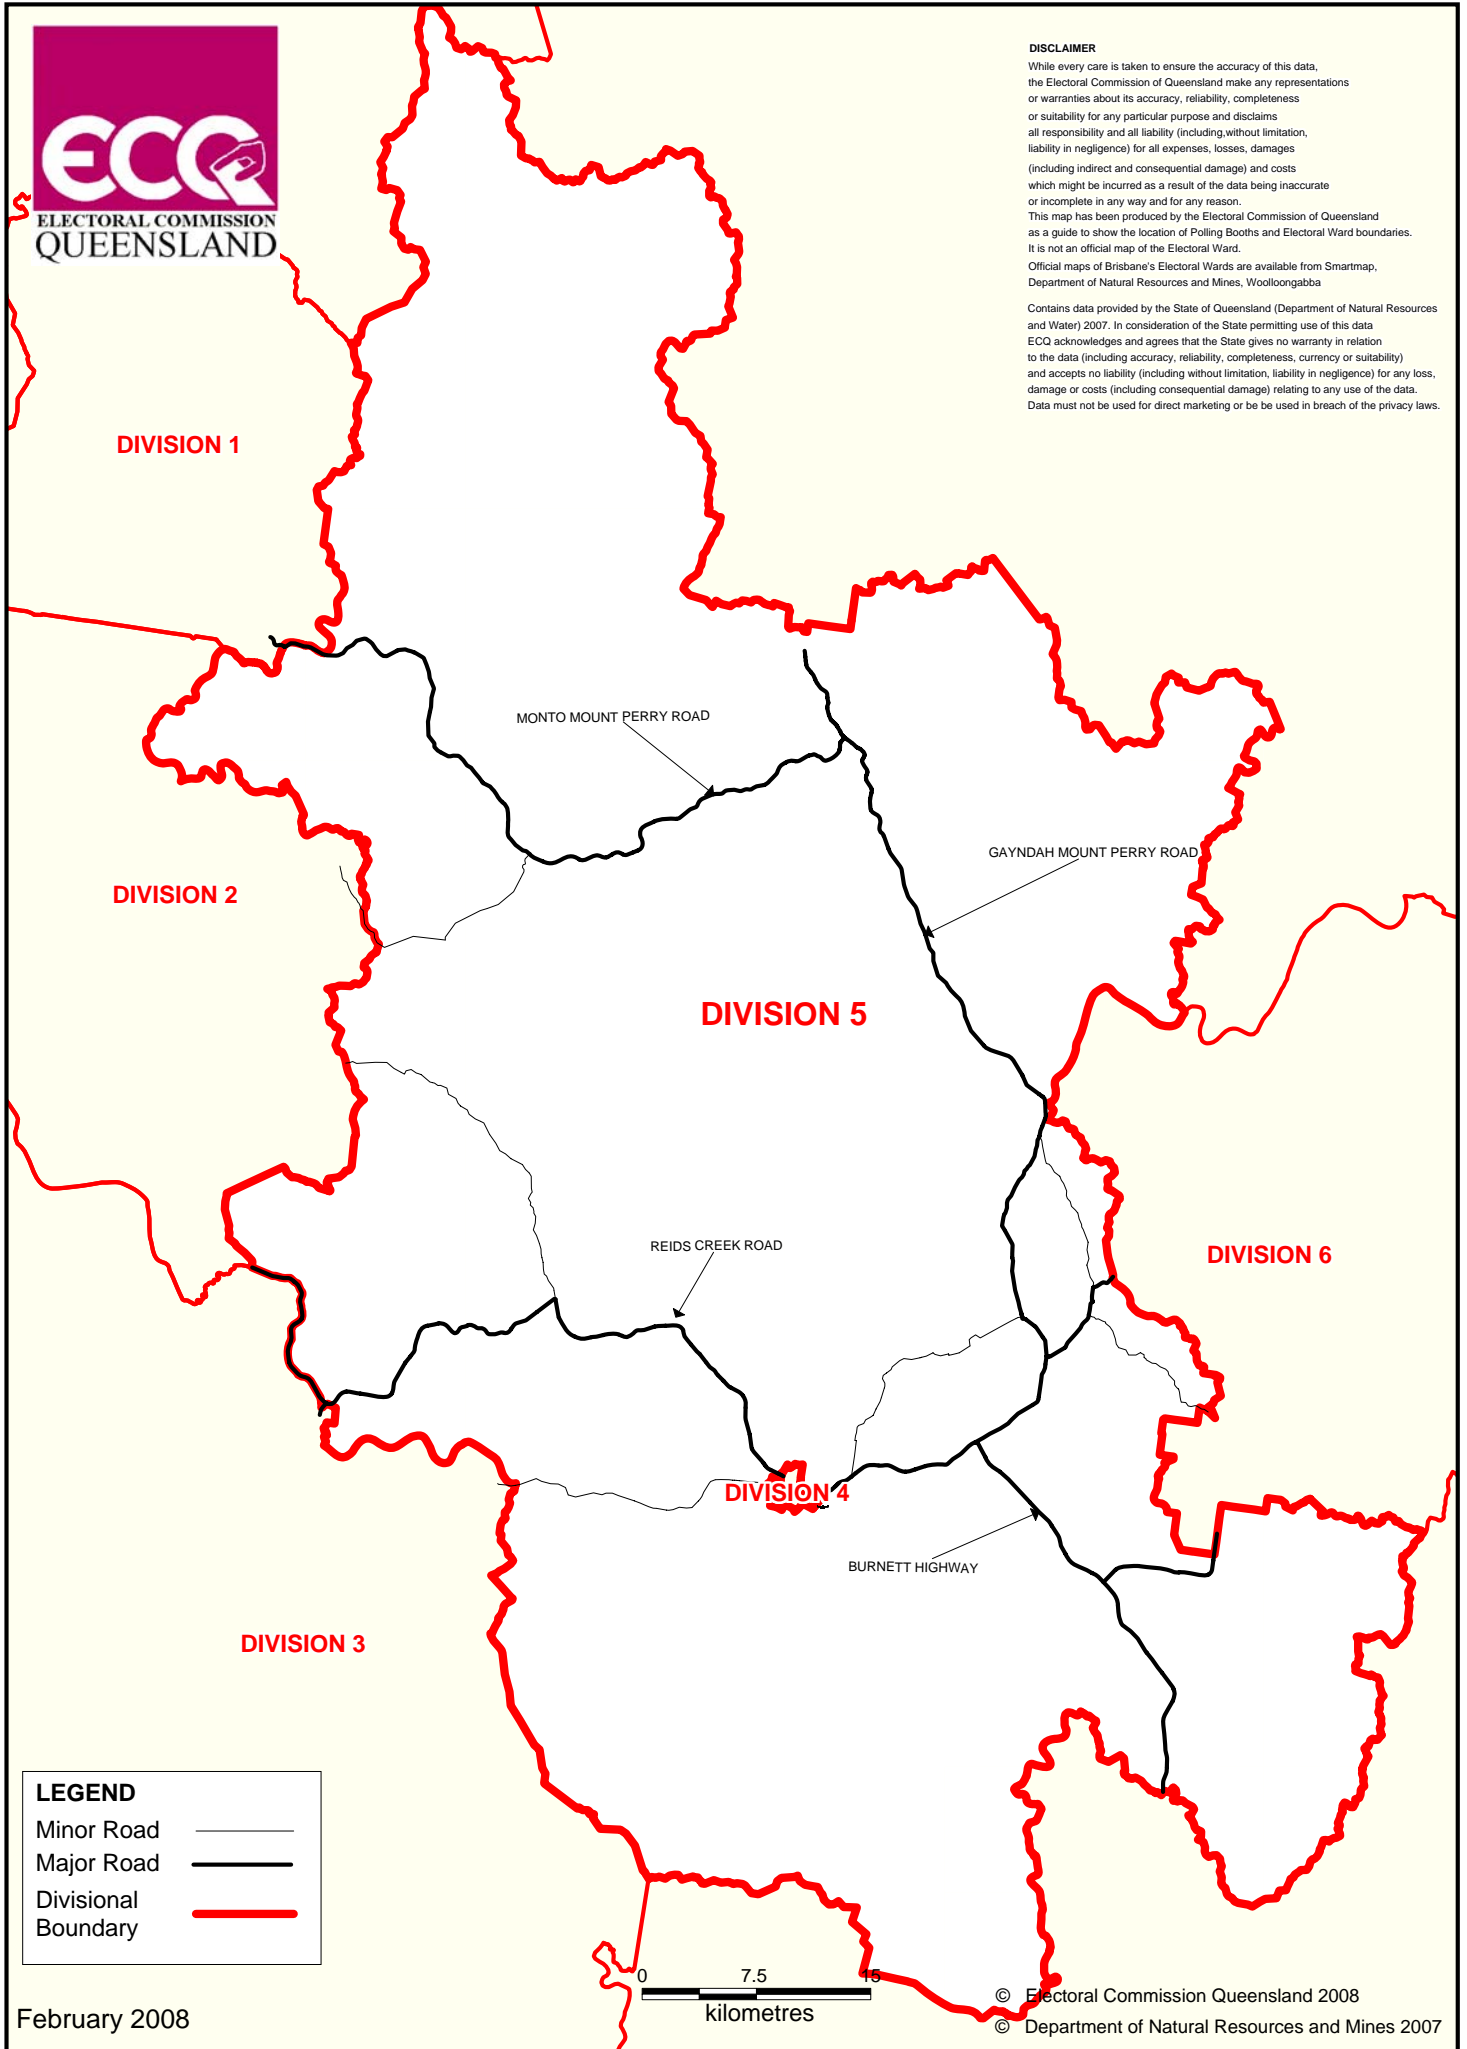 ECQ
ELECTORAL COMMISSION
QUEENSLAND
DISCLAIMER
While every care is taken to ensure the accuracy of this data,
the Electoral Commission of Queensland make any representations
or warranties about its accuracy, reliability, completeness
or suitability for any particular purpose and disclaims
all responsibility and all liability (including,without limitation,
liability in negligence) for all expenses, losses, damages
(including indirect and consequential damage) and costs
which might be incurred as a result of the data being inaccurate
or incomplete in any way and for any reason.
This map has been produced by the Electoral Commission of Queensland
as a guide to show the location of Polling Booths and Electoral Ward boundaries.
It is not an official map of the Electoral Ward.
Official maps of Brisbane's Electoral Wards are available from Smartmap,
Department of Natural Resources and Mines, Woolloongabba
Contains data provided by the State of Queensland (Department of Natural Resources
and Water) 2007. In consideration of the State permitting use of this data
ECQ acknowledges and agrees that the State gives no warranty in relation
to the data (including accuracy, reliability, completeness, currency or suitability)
and accepts no liability (including without limitation, liability in negligence) for any loss,
damage or costs (including consequential damage) relating to any use of the data.
Data must not be used for direct marketing or be be used in breach of the privacy laws.
DIVISION 1
MONTO MOUNT PERRY ROAD
GAYNDAH MOUNT PERRY ROAD
DIVISION 2
DIVISION 5
REIDS CREEK ROAD
DIVISION 6
DIVISION 4
BURNETT HIGHWAY
DIVISION 3
LEGEND
Minor Road
Major Road
Divisional
Boundary
0 7.5 15
kilometres
February 2008
© Electoral Commission Queensland 2008
© Department of Natural Resources and Mines 2007